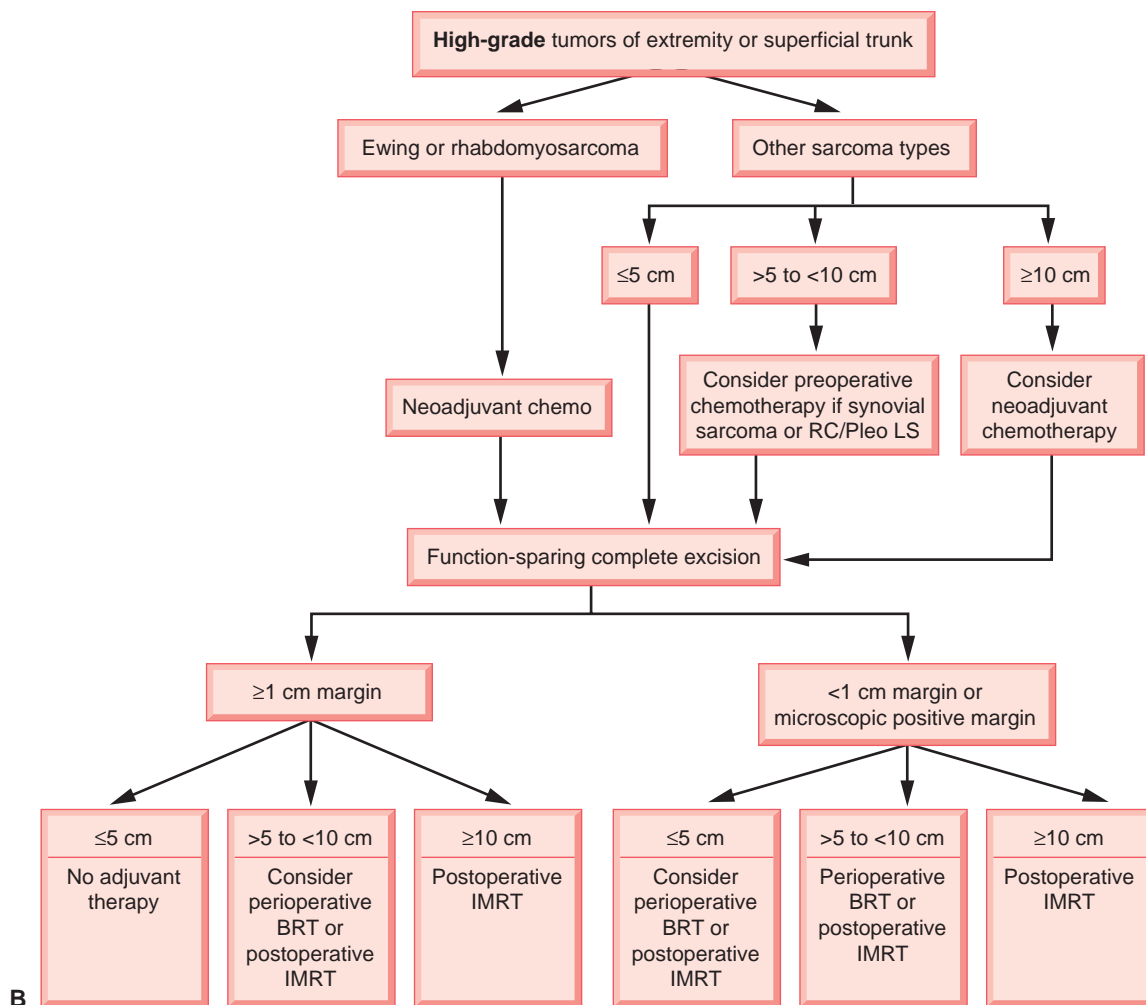 High-grade tumors of extremity or superficial trunk
Ewing or rhabdomyosarcoma
Other sarcoma types
≤5 cm
>5 to <10 cm
≥10 cm
Neoadjuvant chemo
Consider preoperative
chemotherapy if synovial
sarcoma or RC/Pleo LS
Consider
neoadjuvant
chemotherapy
Function-sparing complete excision
≥1 cm margin
<1 cm margin or
microscopic positive margin
≤5 cm
No adjuvant
therapy
>5 to <10 cm
Consider
perioperative
BRT or
postoperative
IMRT
≥10 cm
Postoperative
IMRT
≤5 cm
Consider
perioperative
BRT or
postoperative
IMRT
>5 to <10 cm
Perioperative
BRT or
postoperative
IMRT
≥10 cm
Postoperative
IMRT
B